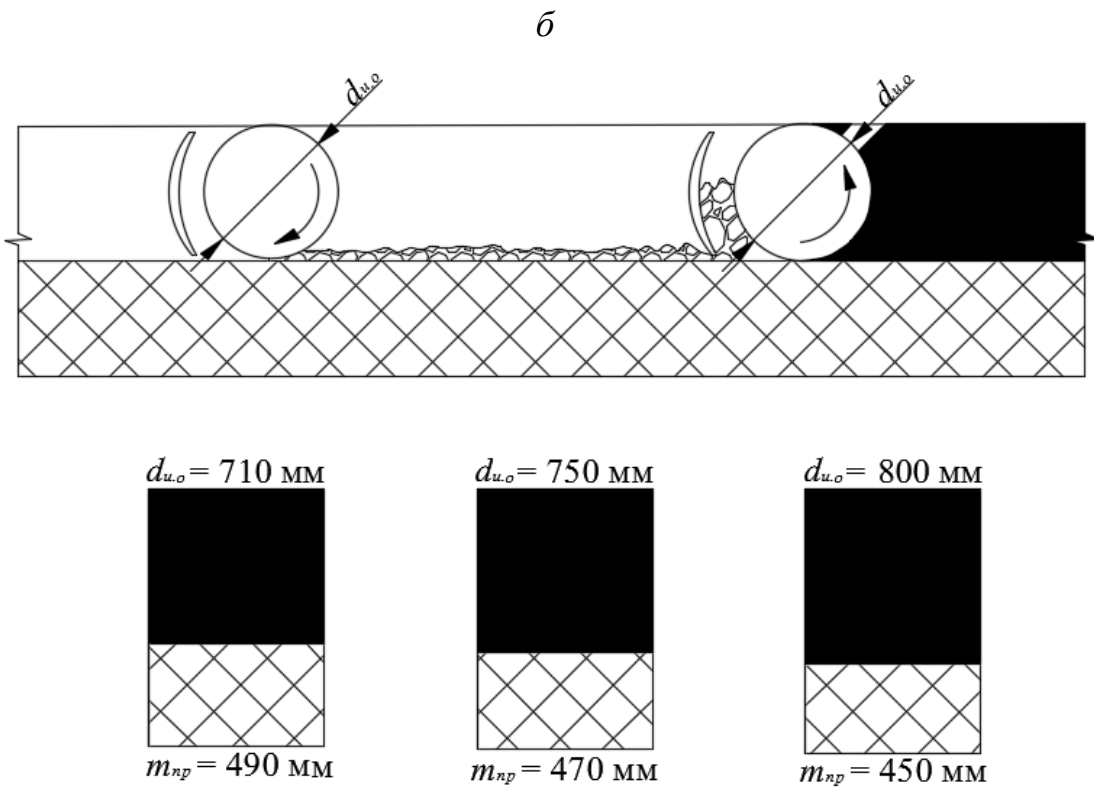 б
dи.о
dи.о
dи.о = 710 мм
dи.о = 750 мм
dи.о = 800 мм
mпр = 490 мм
mпр = 470 мм
mпр = 450 мм